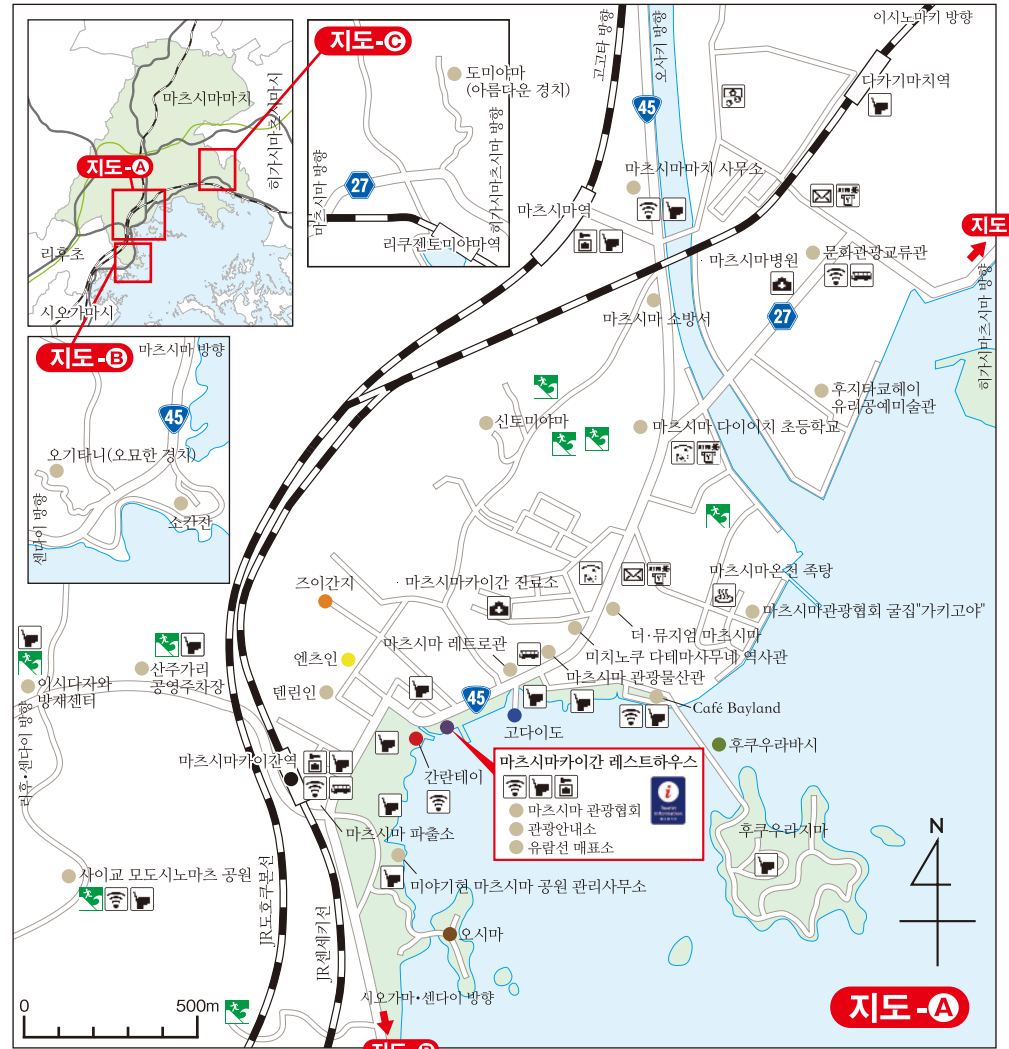 지도-C
도미야마
(아름다운 경치)
마츠시마 방향
27
히가시마츠시마 방향
리쿠젠토미야마역
마츠시마마치
히가시마츠시마시
지도-A
리후초
시오가마시
지도-B
마츠시마 방향
45
오기타니(오묘한 경치)
센다이 방향
소칸잔
고고타 방향
오사키 방향
이시노마키 방향
45
다카기마치역
마츠시마마치 사무소
마츠시마역
지도
마츠시마병원
문화관광교류관
27
마츠시마 소방서
히가시마츠시마 방향
후지타쿄헤이
유리공예미술관
신토미야마
마츠시마 다이이치 초등학교
마츠시마온천 족탕
즈이간지
마츠시마카이간 진료소
마츠시마관광협회 굴집"가키고야"
더·뮤지엄 마츠시마
미치노쿠 다테마사무네 역사관
마츠시마 레트로관
엔츠인
마츠시마 관광물산관
산주가리
공영주차장
이시다자와
방재센터
덴린인
45
Café Bayland
고다이도
후쿠우라바시
리후·센다이 방향
마츠시마카이간역
간란테이
마츠시마카이간 레스트하우스
i
Tourist
Information
마츠시마 관광협회
관광안내소
유람선 매표소
마츠시마 파출소
후쿠우라지마
N
사이교 모도시노마츠 공원
미야기현 마츠시마 공원 관리사무소
JR도호쿠본선
JR센세키선
오시마
시오가마·센다이 방향
0 500m
지도-A